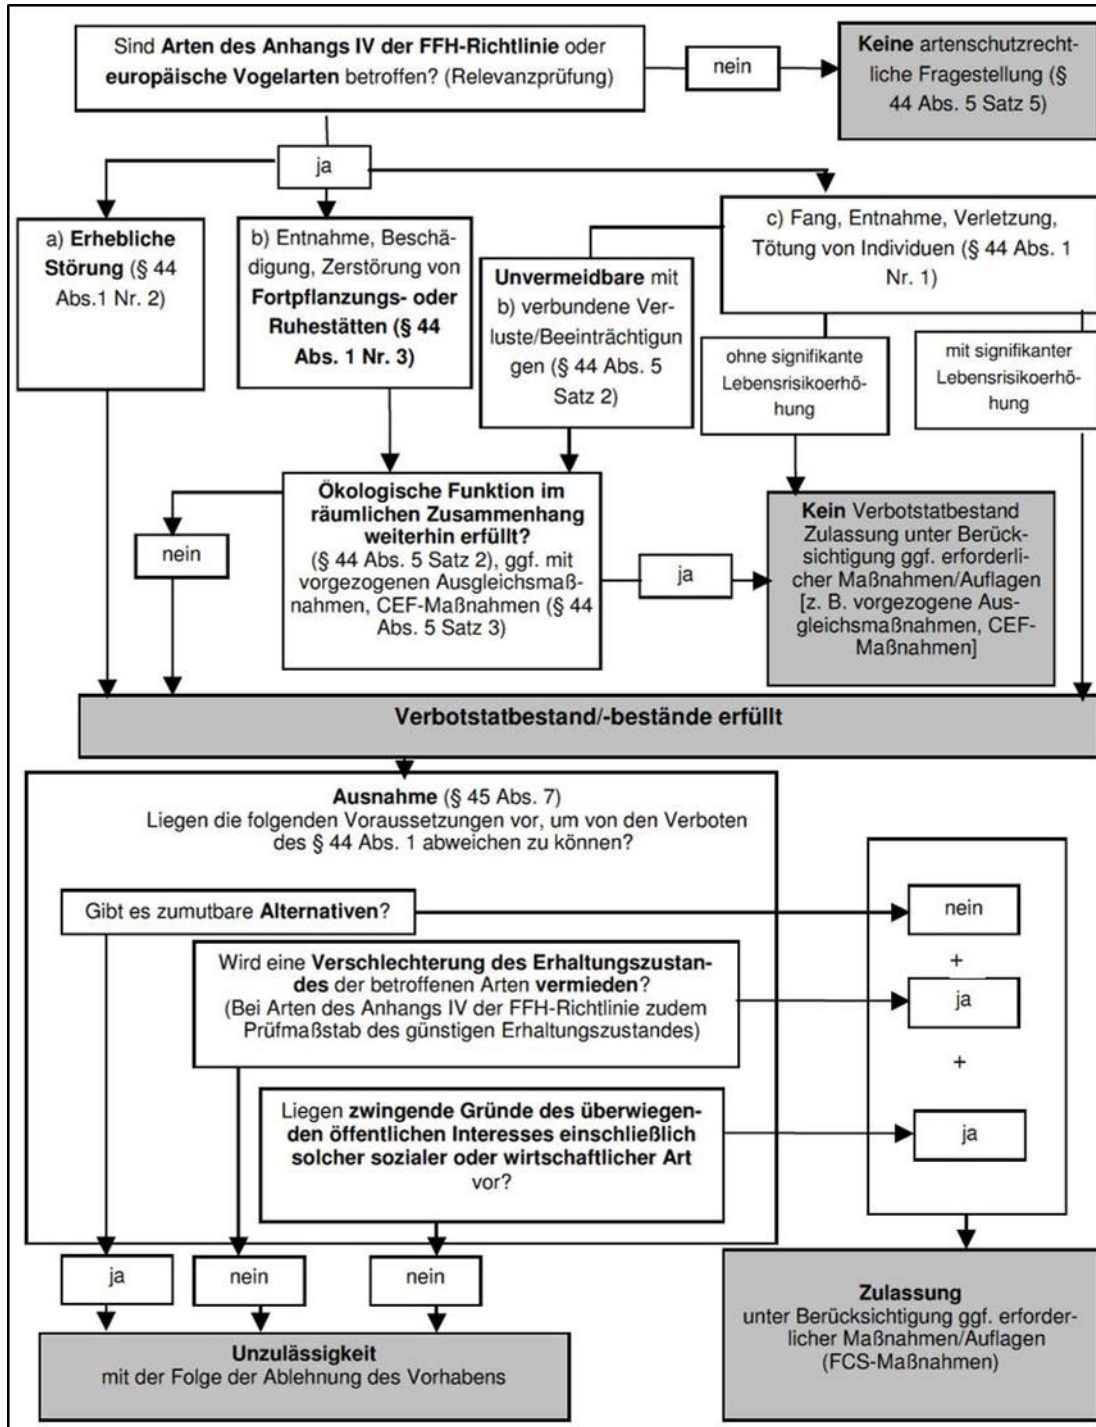 Sind Arten des Anhangs IV der FFH-Richtlinie oder
europäische Vogelarten betroffen? (Relevanzprüfung)
nein
Keine artenschutzrecht-
liche Fragestellung (§
44 Abs. 5 Satz 5)
ja
a) Erhebliche
Störung (§ 44
Abs.1 Nr. 2)
b) Entnahme, Beschä-
digung, Zerstörung von
Fortpflanzungs- oder
Ruhestätten (§ 44
Abs. 1 Nr. 3)
Unvermeidbare mit
b) verbundene Ver-
luste/Beeinträchtigun
gen (§ 44 Abs. 5
Satz 2)
c) Fang, Entnahme, Verletzung,
Tötung von Individuen (§ 44 Abs. 1
Nr. 1)
ohne signifikante
Lebensrisikoerhö-
hung
mit signifikanter
Lebensrisikoerhö-
hung
Ökologische Funktion im
räumlichen Zusammenhang
weiterhin erfüllt?
(§ 44 Abs. 5 Satz 2), ggf. mit
vorgezogenen Ausgleichsmaß-
nahmen, CEF-Maßnahmen (§ 44
Abs. 5 Satz 3)
nein
ja
Kein Verbotstatbestand
Zulassung unter Berück-
sichtigung ggf. erforderli-
cher Maßnahmen/Auflagen
[z. B. vorgezogene Aus-
gleichsmaßnahmen, CEF-
Maßnahmen]
Verbotstatbestand/-bestände erfüllt
Ausnahme (§ 45 Abs. 7)
Liegen die folgenden Voraussetzungen vor, um von den Verboten
des § 44 Abs. 1 abweichen zu können?
Gibt es zumutbare Alternativen?
nein
+
Wird eine Verschlechterung des Erhaltungszustan-
des der betroffenen Arten vermieden?
(Bei Arten des Anhangs IV der FFH-Richtlinie zudem
Prüfmaßstab des günstigen Erhaltungszustandes)
ja
+
Liegen zwingende Gründe des überwiegen-
den öffentlichen Interesses einschließlich
solcher sozialer oder wirtschaftlicher Art
vor?
ja
ja
nein
nein
Unzulässigkeit
mit der Folge der Ablehnung des Vorhabens
Zulassung
unter Berücksichtigung ggf. erforder-
licher Maßnahmen/Auflagen
(FCS-Maßnahmen)